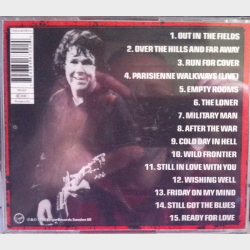 1. OUT IN THE FIELDS
2. OVER THE HILLS AND FAR AWAY
3. RUN FOR COVER
4. PARISIENNE WALKWAYS (LIVE)
5. EMPTY ROOMS
6. THE LONER
7. MILITARY MAN
8. AFTER THE WAR
9. COLD DAY IN HELL
10. WILD FRONTIER
11. STILL IN LOVE WITH YOU
12. WISHING WELL
13. FRIDAY ON MY MIND
14. STILL GOT THE BLUES
15. READY FOR LOVE